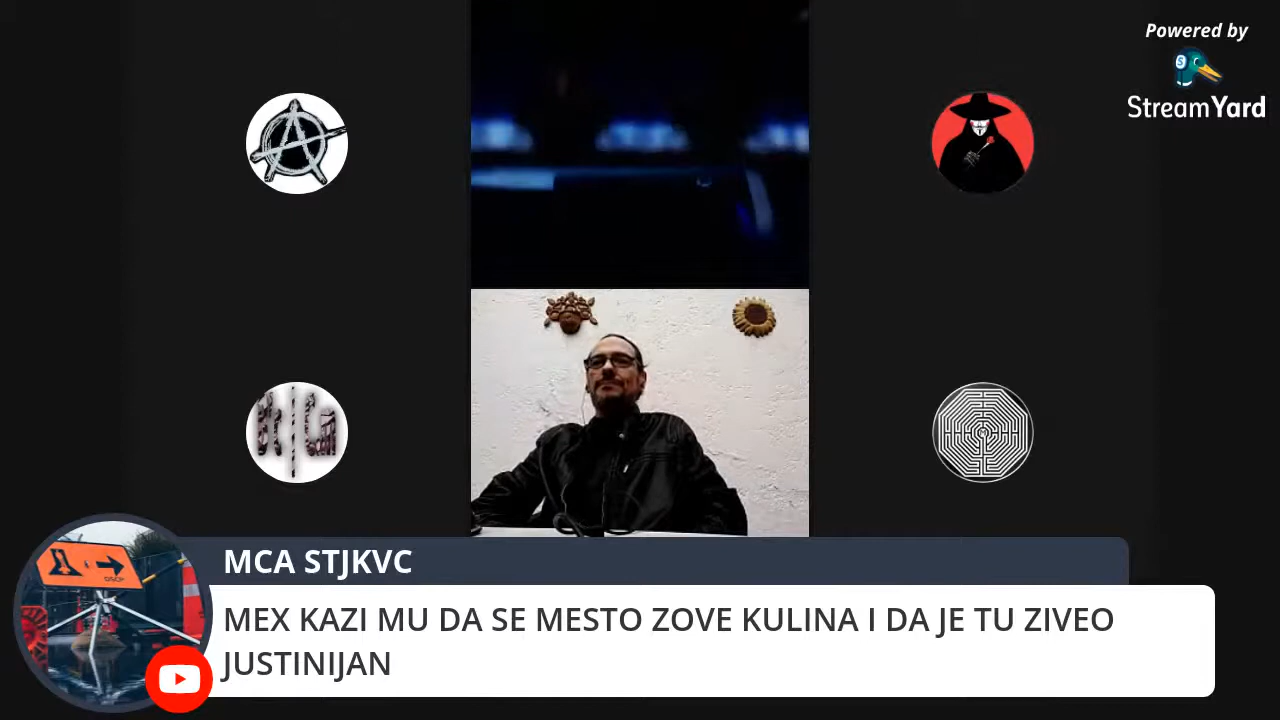 Powered by
StreamYard
MCA STJKVC
MEX KAZI MU DA SE MESTO ZOVE KULINA I DA JE TU ZIVEO
JUSTINIJAN